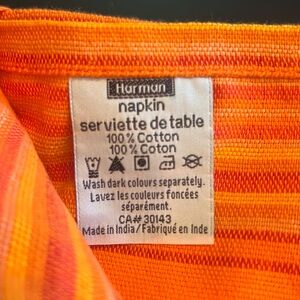 Harman
napkin
serviette de table
100% Cotton
100% Coton
Wash dark colours separately.
Lavez les couleurs foncées
séparément.
CA# 30143
Made in India/Fabriqué en Inde